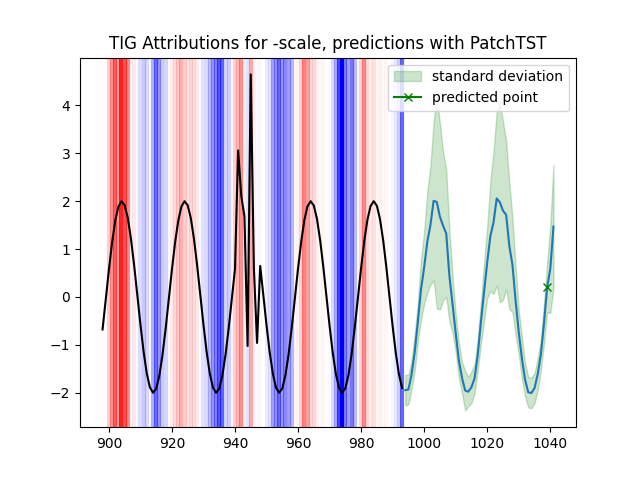 TIG Attributions for -scale, predictions with PatchTST
standard deviation
predicted point
4
3
2
1
0
−1
−2
900 920 940 960 980 1000 1020 1040